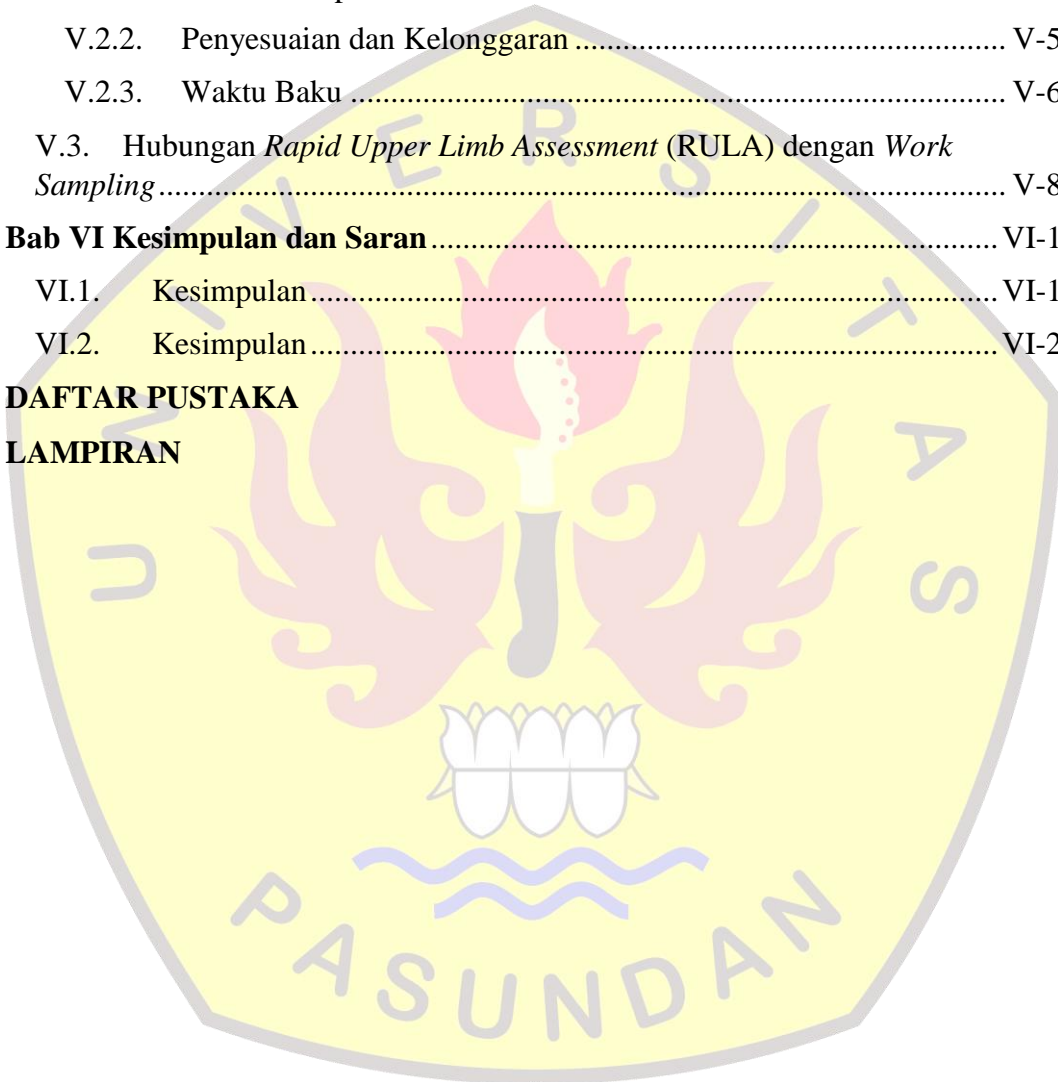 V.2.2. Penyesuaian dan Kelonggaran ........................................................ V-5
V.2.3. Waktu Baku .................................................................................. V-6
V.3. Hubungan Rapid Upper Limb Assessment (RULA) dengan Work
Sampling......................................................................................................... V-8
Bab VI Kesimpulan dan Saran....................................................................... VI-1
VI.1. Kesimpulan...................................................................................... VI-1
VI.2. Kesimpulan...................................................................................... VI-2
DAFTAR PUSTAKA
LAMPIRAN
UNIVERSITAS
PASUNDAN